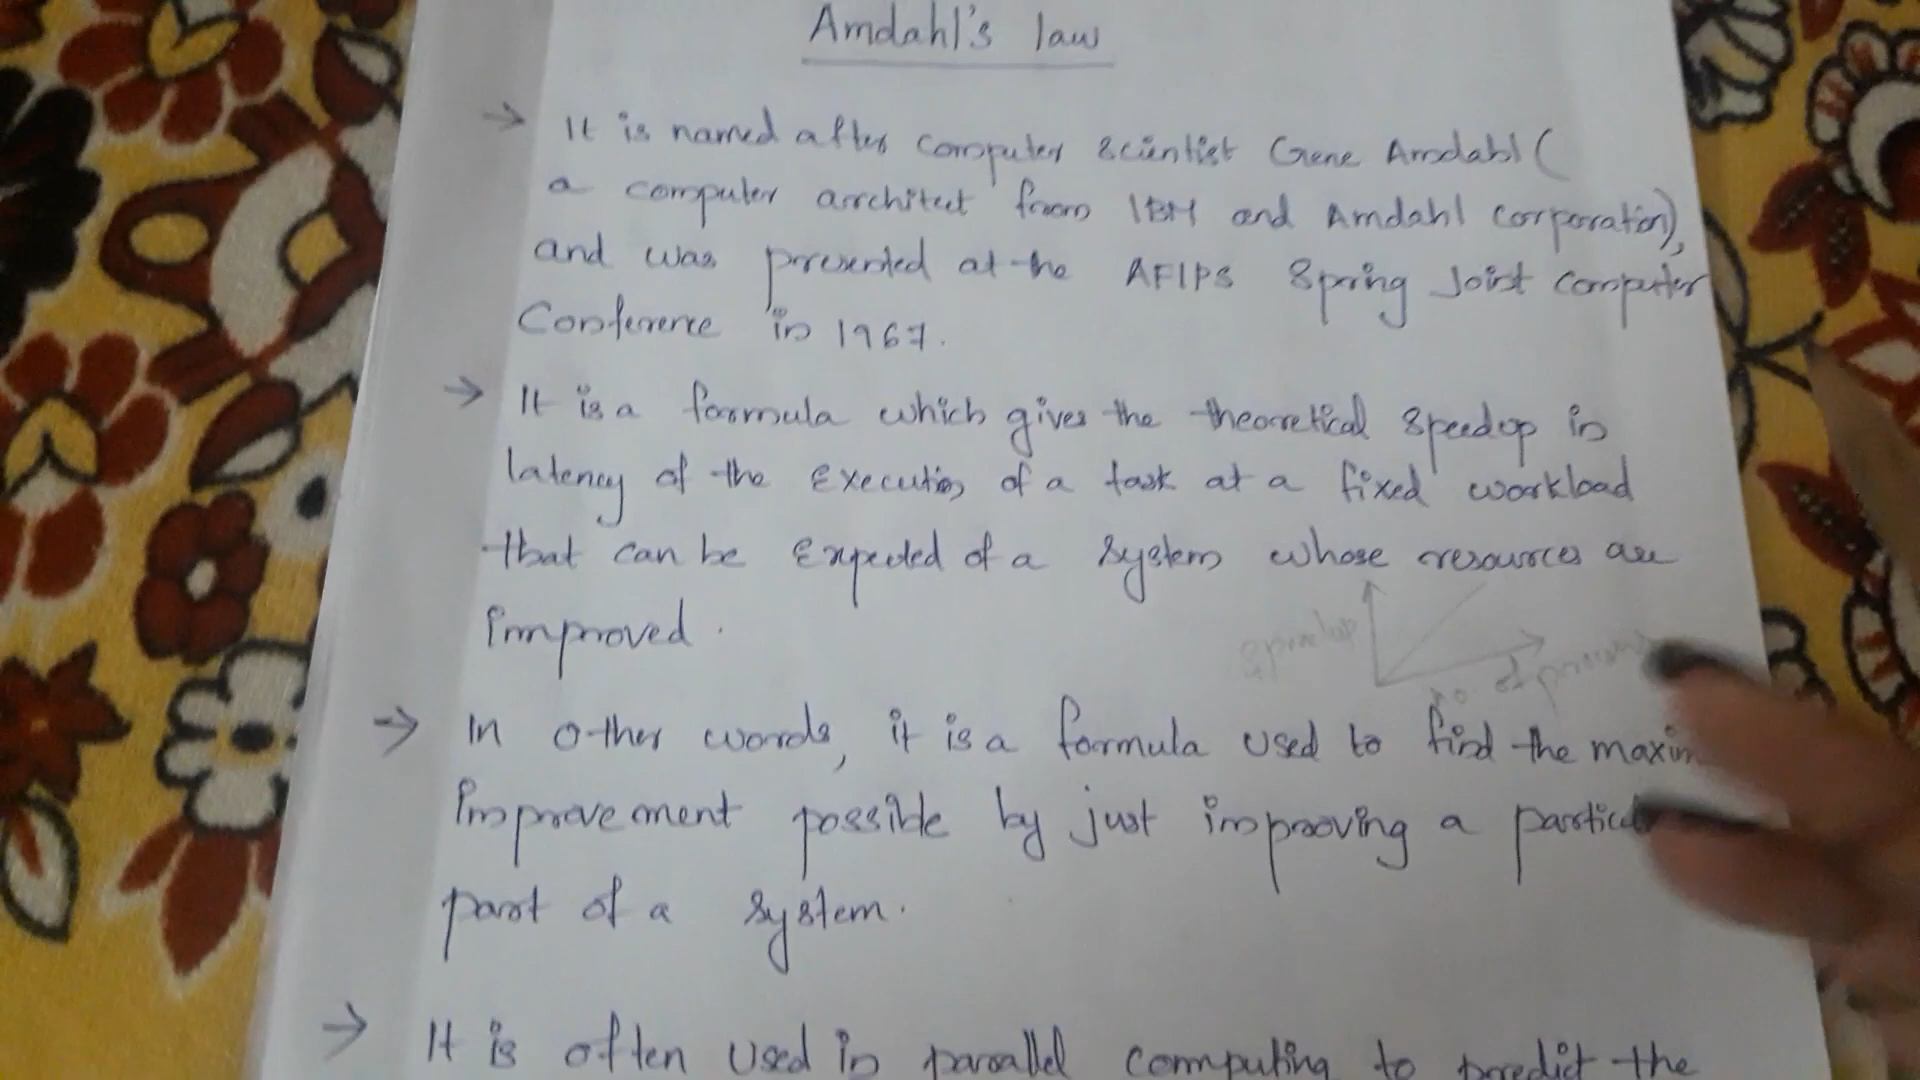 Amdahl's law
→ It is named after computer scientist Gene Amdahl (
a computer architect from IBM and Amdahl corporation),
and was presented at the AFIPS Spring Joint Computer
Conference in 1967.
→ It is a formula which gives the theoretical speedup in
latency of the execution of a task at a fixed workload
that can be expected of a system whose resources are
improved.
speedup
no of
→ In other words, it is a formula used to find the
improvement possible by just improving a
part of a system.
→ It is often used in parallel computing to predict the